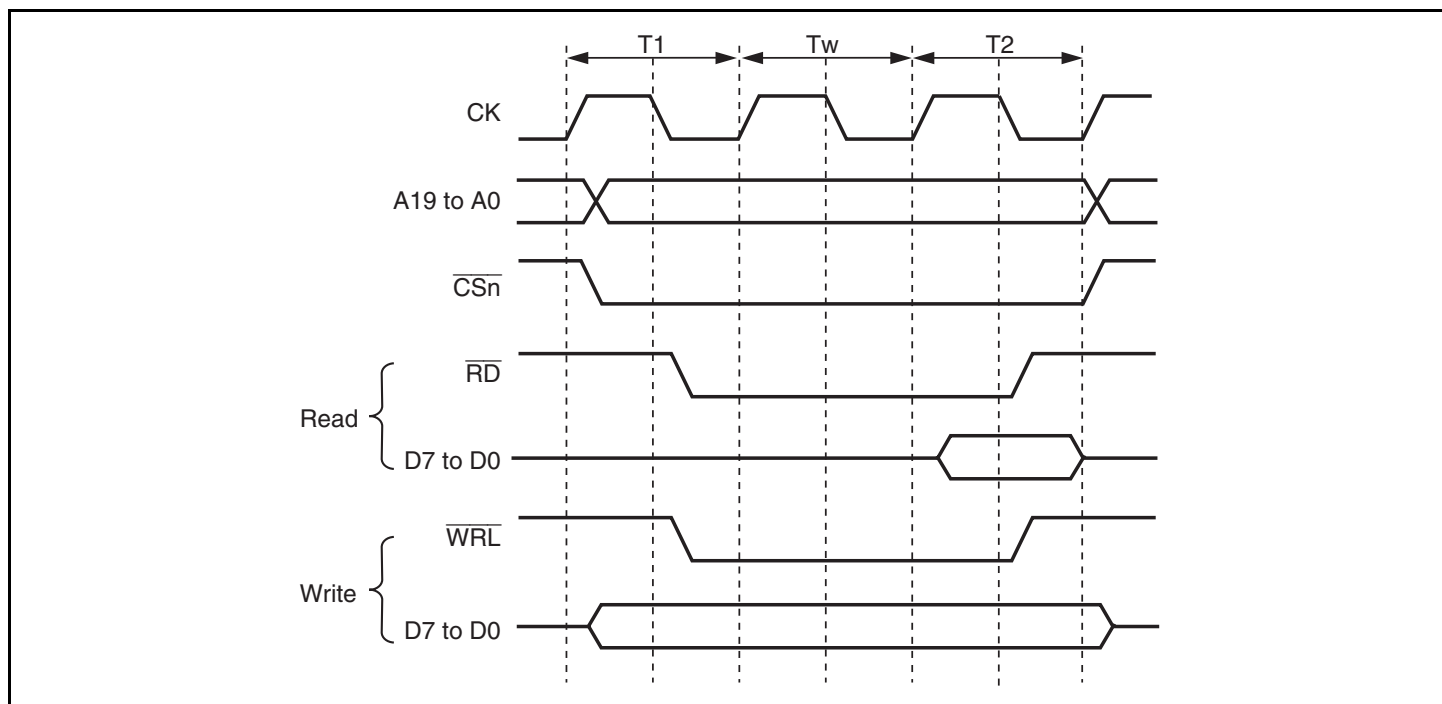 T1 Tw T2
CK
A19 to A0
CSn
RD
Read
D7 to D0
WRL
Write
D7 to D0